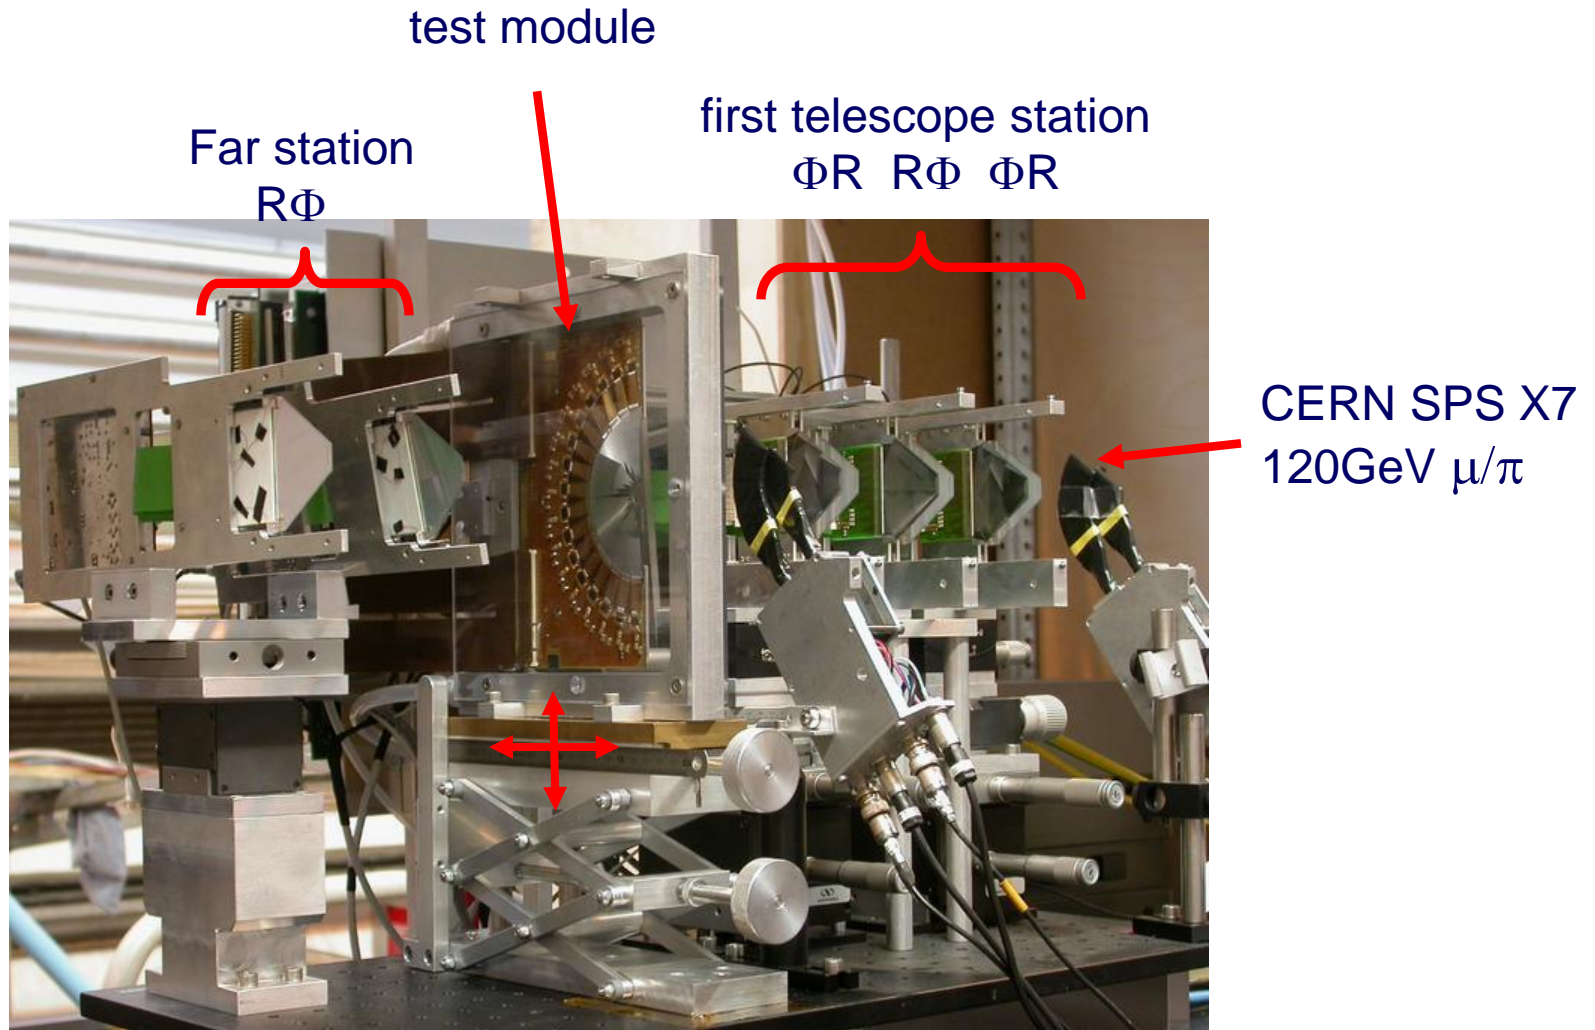 test module
first telescope station
ΦR RΦ ΦR
Far station
RΦ
CERN SPS X7
120GeV μ/π